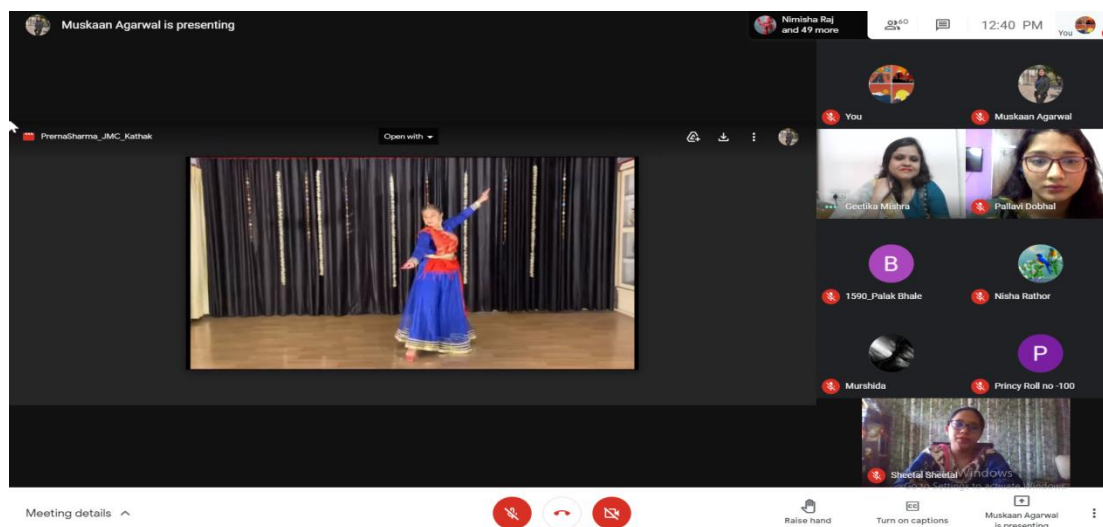 Muskaan Agarwal is presenting
Nimisha Raj
and 49 more
60
12:40 PM
You
PrernaSharma_JMC_Kathak
Open with
You
Muskaan Agarwal
Geetika Mishra
Pallavi Dobhal
B
1590_Palak Bhale
Nisha Rathor
Murshida
P
Princy Roll no -100
Sheetal Sheetal
Windows
Go to Settings to activate Windows
Meeting details
Raise hand
CC
Turn on captions
Muskaan Agarwal
is presenting